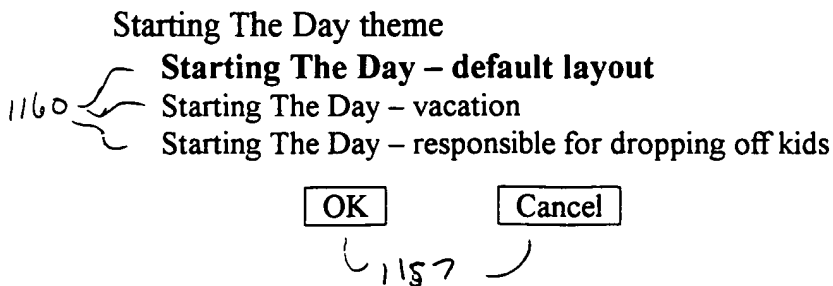 Starting The Day theme
Starting The Day – default layout
1160 Starting The Day – vacation
Starting The Day – responsible for dropping off kids
OK Cancel
1157